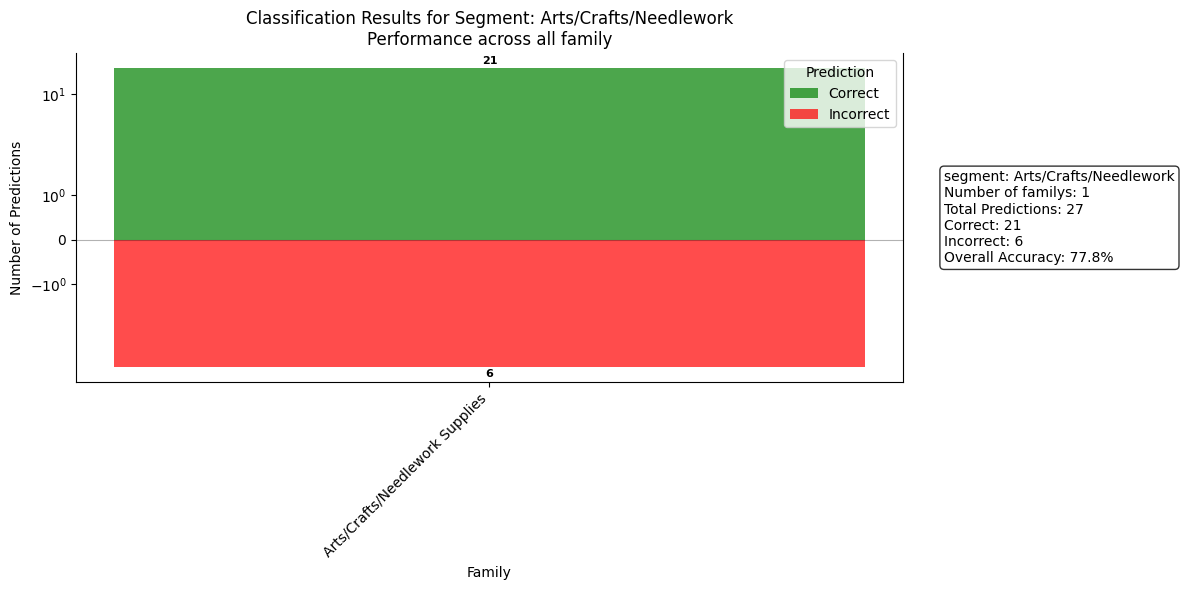 Classification Results for Segment: Arts/Crafts/Needlework
Performance across all family
Number of Predictions
10¹
10⁰
0
−10⁰
21
6
Prediction
Correct
Incorrect
Arts/Crafts/Needlework Supplies
Family
segment: Arts/Crafts/Needlework
Number of familys: 1
Total Predictions: 27
Correct: 21
Incorrect: 6
Overall Accuracy: 77.8%